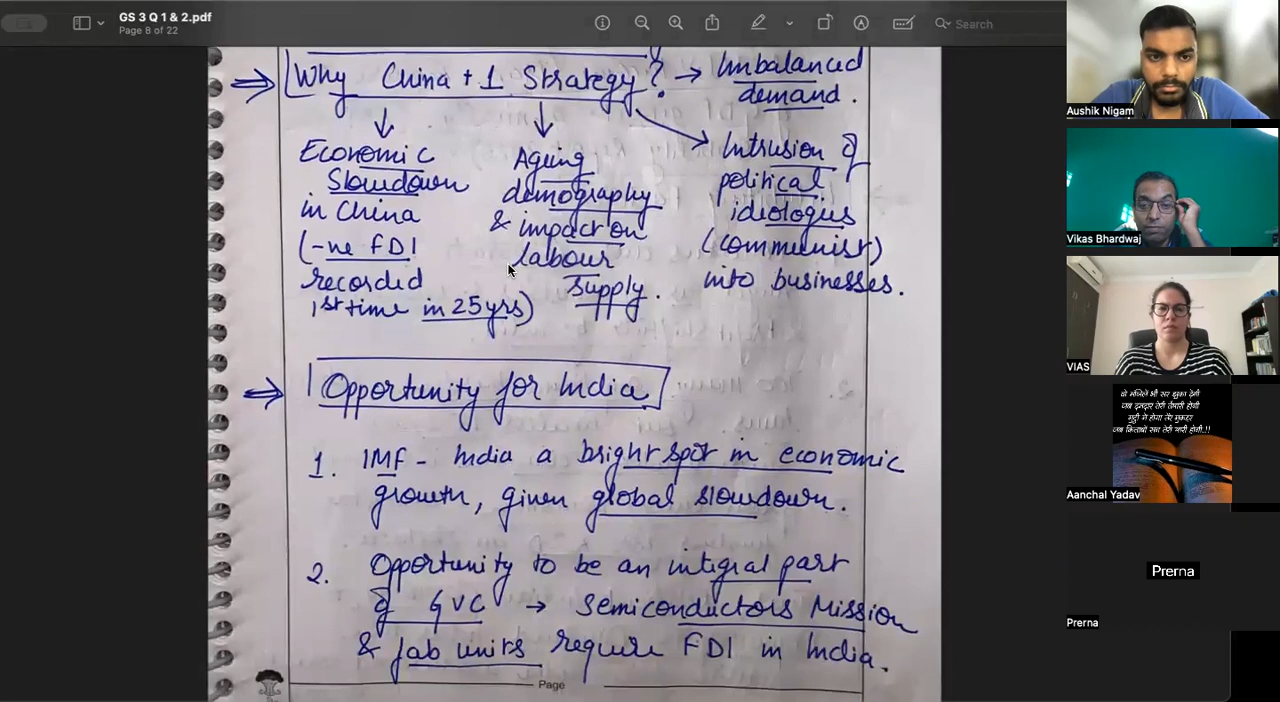 GS 3 Q 1 & 2.pdf
Page 8 of 22
Search
Why China + 1 Strategy? → Imbalanced
demand.
Economic
Slowdown
in China
(-ve FDI
recorded
1st time in 25yrs)
Ageing
demography
& impact on
labour
supply.
Intrusion of
political
ideologies
(communist)
into businesses.
Opportunity for India
1. IMF - India a bright spot in economic
growth, given global slowdown.
2. Opportunity to be an integral part
of GVC → Semiconductors Mission
& fab units require FDI in India.
Page
Aushik Nigam
Vikas Bhardwaj
VIAS
Aanchal Yadav
Prerna
Prerna